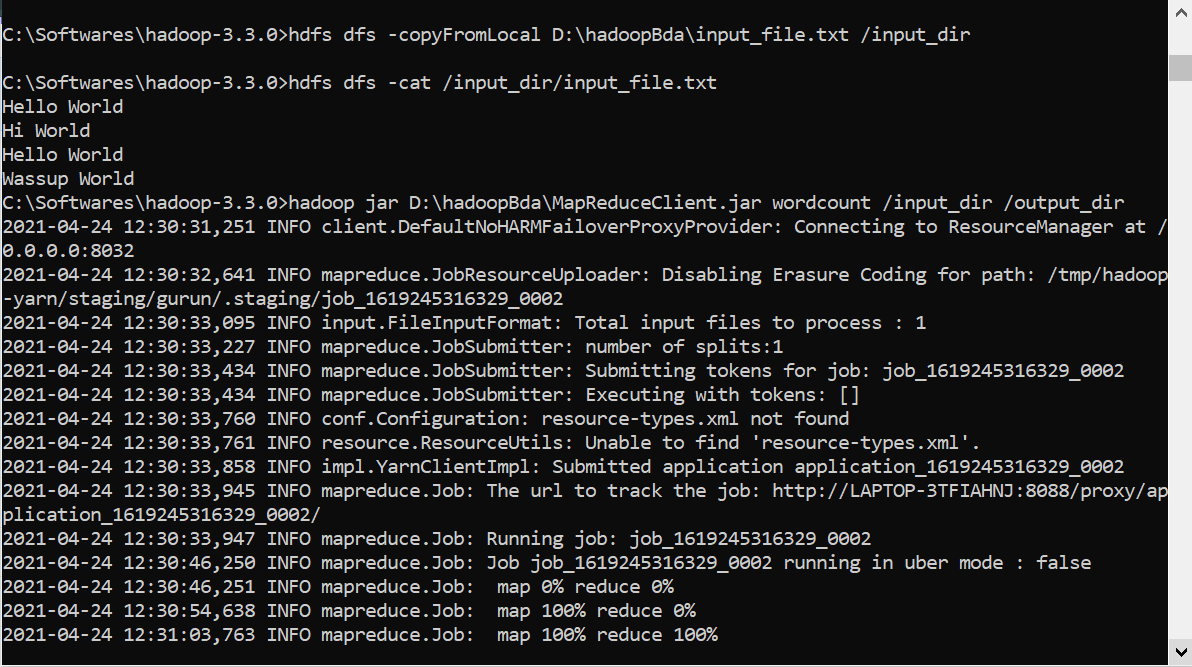 C:\Softwares\hadoop-3.3.0>hdfs dfs -copyFromLocal D:\hadoopBda\input_file.txt /input_dir
C:\Softwares\hadoop-3.3.0>hdfs dfs -cat /input_dir/input_file.txt
Hello World
Hi World
Hello World
Wassup World
C:\Softwares\hadoop-3.3.0>hadoop jar D:\hadoopBda\MapReduceClient.jar wordcount /input_dir /output_dir
2021-04-24 12:30:31,251 INFO client.DefaultNoHARMFailoverProxyProvider: Connecting to ResourceManager at /
0.0.0.0:8032
2021-04-24 12:30:32,641 INFO mapreduce.JobResourceUploader: Disabling Erasure Coding for path: /tmp/hadoop
-yarn/staging/gurun/.staging/job_1619245316329_0002
2021-04-24 12:30:33,095 INFO input.FileInputFormat: Total input files to process : 1
2021-04-24 12:30:33,227 INFO mapreduce.JobSubmitter: number of splits:1
2021-04-24 12:30:33,434 INFO mapreduce.JobSubmitter: Submitting tokens for job: job_1619245316329_0002
2021-04-24 12:30:33,434 INFO mapreduce.JobSubmitter: Executing with tokens: []
2021-04-24 12:30:33,760 INFO conf.Configuration: resource-types.xml not found
2021-04-24 12:30:33,761 INFO resource.ResourceUtils: Unable to find 'resource-types.xml'.
2021-04-24 12:30:33,858 INFO impl.YarnClientImpl: Submitted application application_1619245316329_0002
2021-04-24 12:30:33,945 INFO mapreduce.Job: The url to track the job: http://LAPTOP-3TFIAHNJ:8088/proxy/ap
plication_1619245316329_0002/
2021-04-24 12:30:33,947 INFO mapreduce.Job: Running job: job_1619245316329_0002
2021-04-24 12:30:46,250 INFO mapreduce.Job: Job job_1619245316329_0002 running in uber mode : false
2021-04-24 12:30:46,251 INFO mapreduce.Job:  map 0% reduce 0%
2021-04-24 12:30:54,638 INFO mapreduce.Job:  map 100% reduce 0%
2021-04-24 12:31:03,763 INFO mapreduce.Job:  map 100% reduce 100%